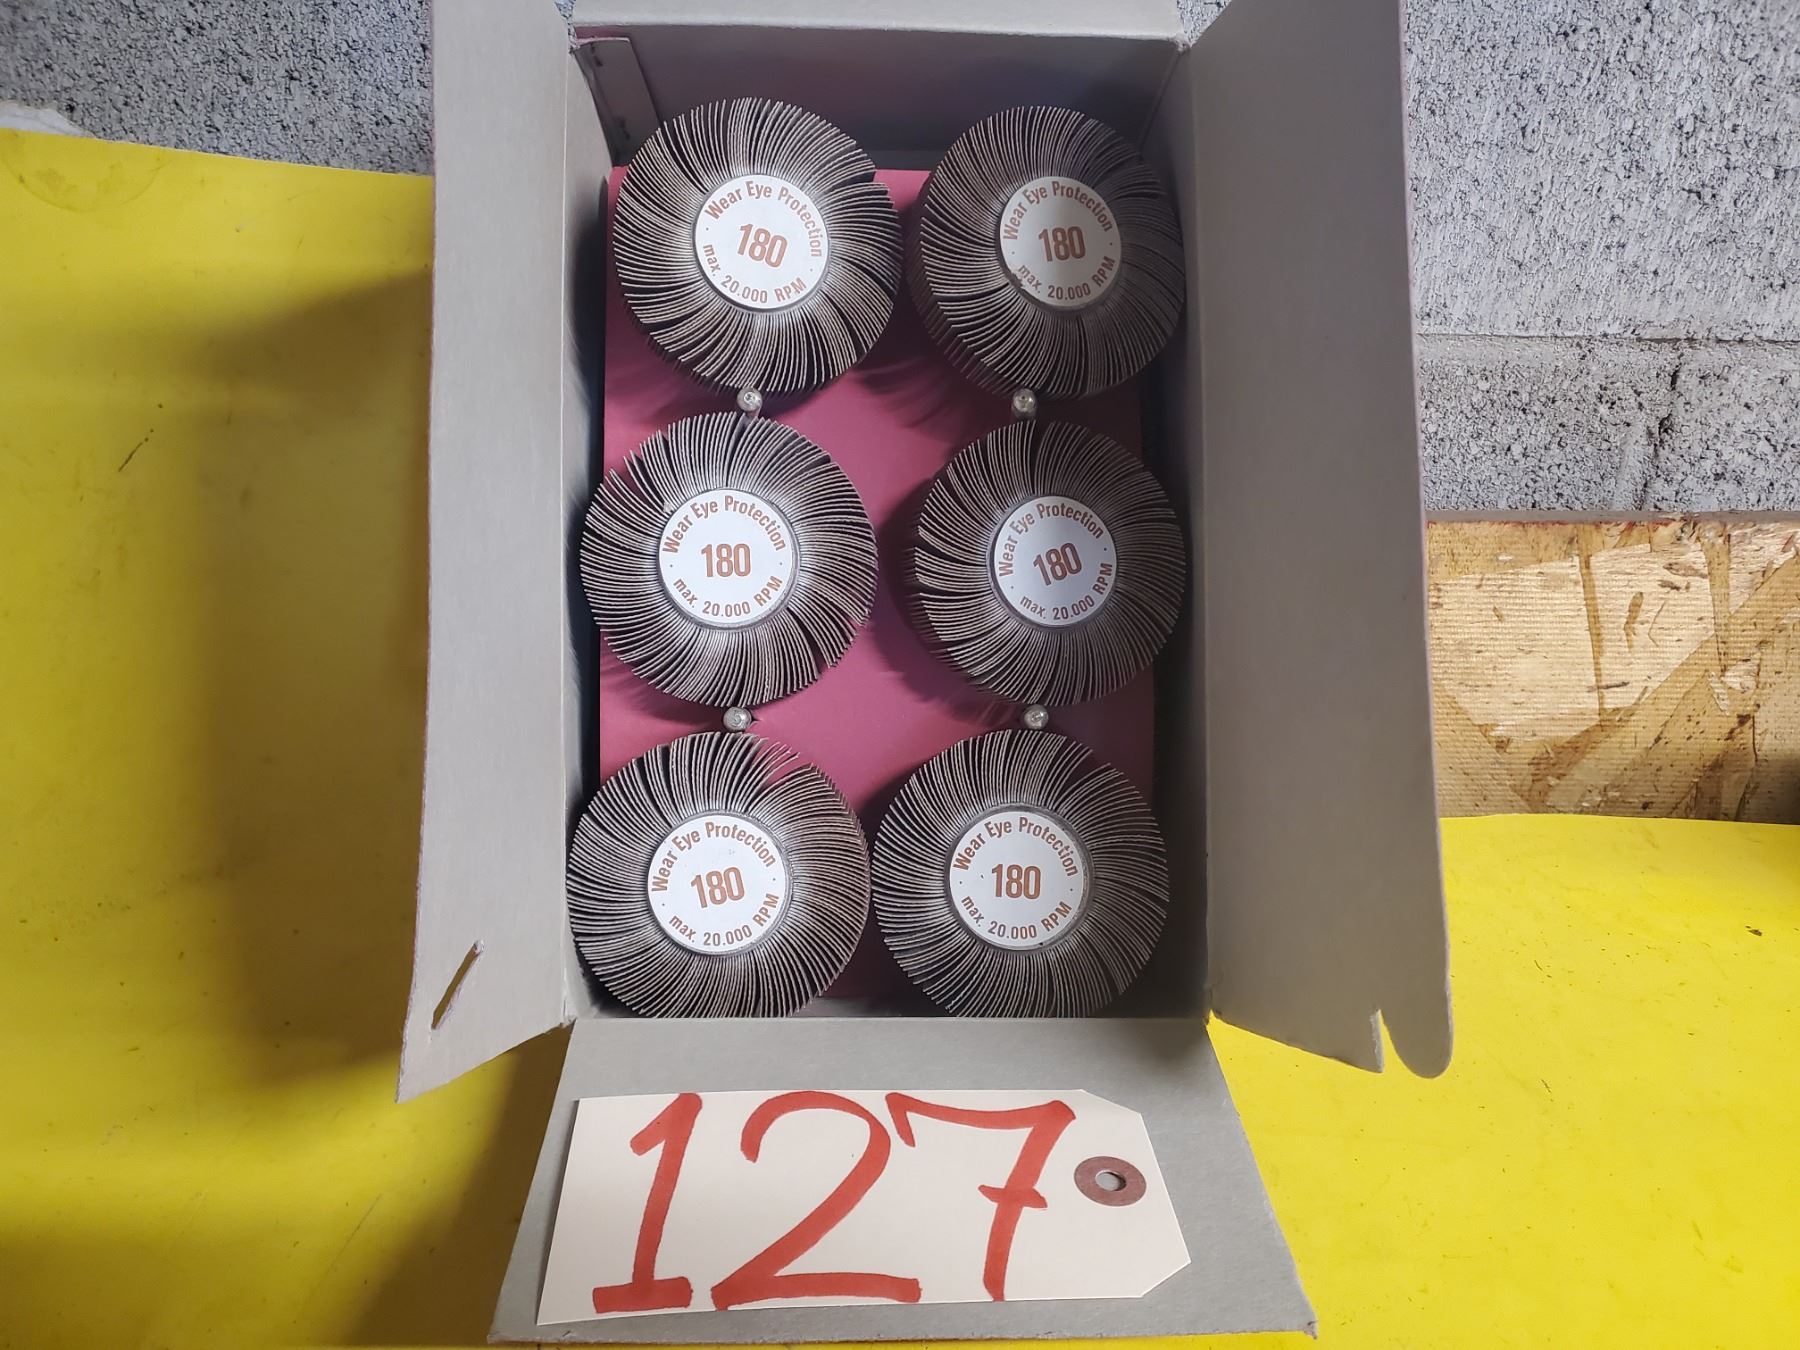 Wear Eye Protection
180
· max. 20.000 RPM ·
Wear Eye Protection
180
· max. 20.000 RPM ·
Wear Eye Protection
180
· max. 20.000 RPM ·
Wear Eye Protection
180
· max. 20.000 RPM ·
Wear Eye Protection
180
· max. 20.000 RPM ·
Wear Eye Protection
180
· max. 20.000 RPM ·
127